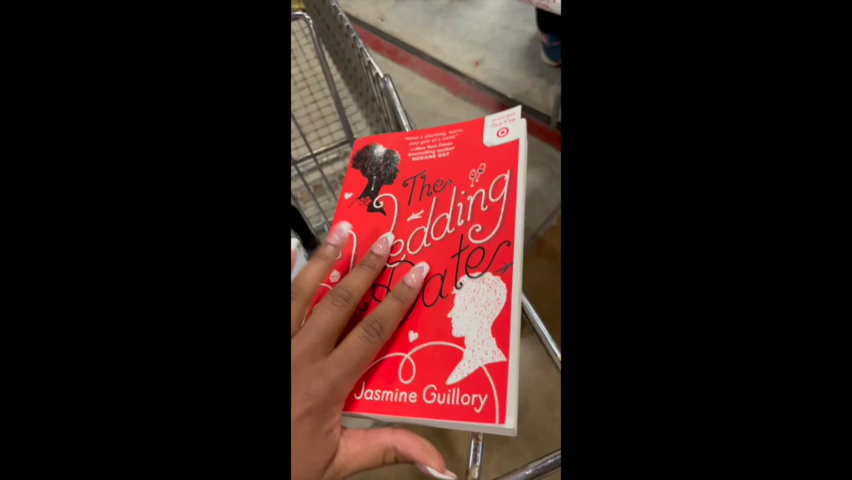 "What a charming, warm,
sexy gem of a novel."
—New York Times
bestselling author
ROXANE GAY
The
Wedding
Date
Jasmine Guillory